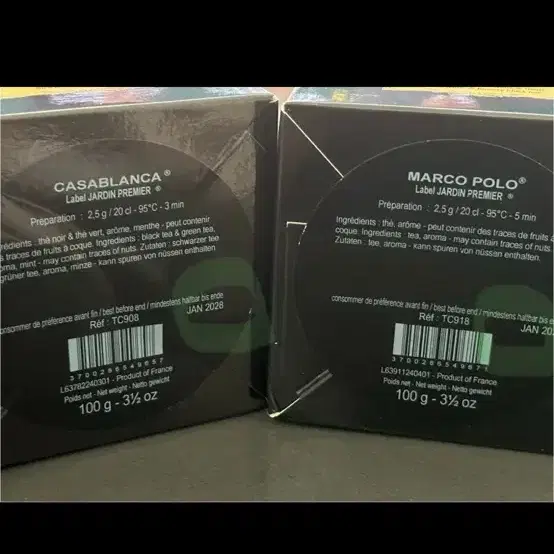 CASABLANCA®
Label JARDIN PREMIER ®
Préparation : 2,5 g / 20 cl - 95°C - 3 min
Ingrédients : thé noir & thé vert, arôme, menthe - peut contenir
des traces de fruits à coque. Ingredients : black tea & green tea,
aroma, mint - may contain traces of nuts. Zutaten : schwarzer tee
grüner tee, aroma, minze - kann spuren von nüssen enthalten.
consommer de préférence avant fin / best before end / mindestens haltbar bis ende
JAN 2028
Réf : TC908
3 700286 549657
L63782240301 - Product of France
Poids net - Net weight - Netto gewicht
100 g - 3½ oz
MARCO POLO®
Label JARDIN PREMIER ®
Préparation : 2,5 g / 20 cl - 95°C - 5 min
Ingrédients : thé, arôme - peut contenir des traces de fruits à
coque. Ingredients : tea, aroma - may contain traces of nuts.
Zutaten : tee, aroma - kann spuren von nüssen enthalten.
consommer de préférence avant fin / best before end / mindestens haltbar bis ende
JAN 202
Réf : TC918
3 700286 549671
L63911240401 - Product of France
Poids net - Net weight - Netto gewicht
100 g - 3½ oz